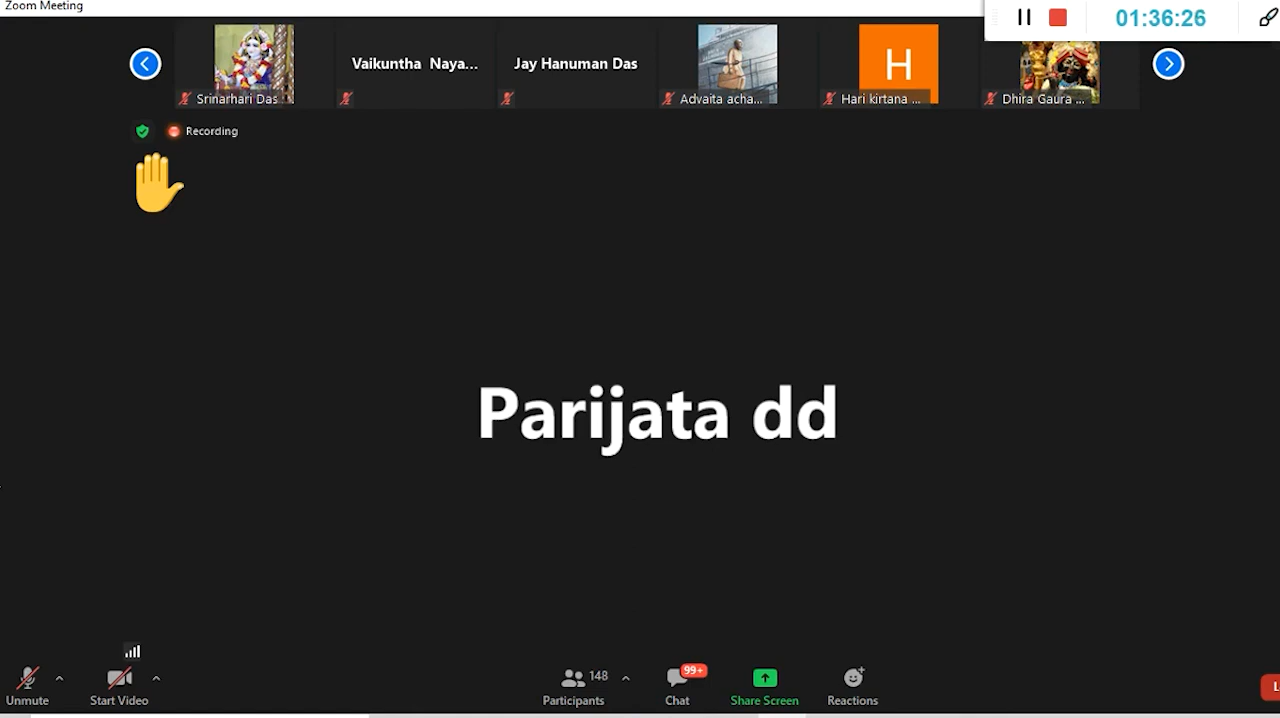 Zoom Meeting
01:36:26
Vaikuntha Naya...
Jay Hanuman Das
H
Srinarhari Das
Advaita acha...
Hari kirtana ...
Dhira Gaura ...
Recording
Parijata dd
148
99+
Unmute
Start Video
Participants
Chat
Share Screen
Reactions
L